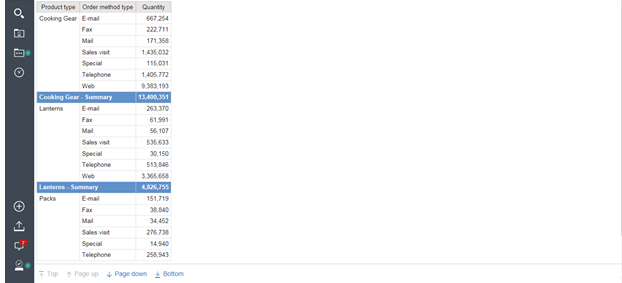 Product type Order method type Quantity
Cooking Gear E-mail 667,254
Fax 222,711
Mail 171,358
Sales visit 1,435,032
Special 115,031
Telephone 1,405,772
Web 9,383,193
Cooking Gear - Summary 13,400,351
Lanterns E-mail 263,370
Fax 61,991
Mail 56,107
Sales visit 535,633
Special 30,150
Telephone 513,846
Web 3,365,658
Lanterns - Summary 4,826,755
Packs E-mail 151,719
Fax 38,840
Mail 34,452
Sales visit 276,738
Special 14,940
Telephone 258,943
Top Page up Page down Bottom
7